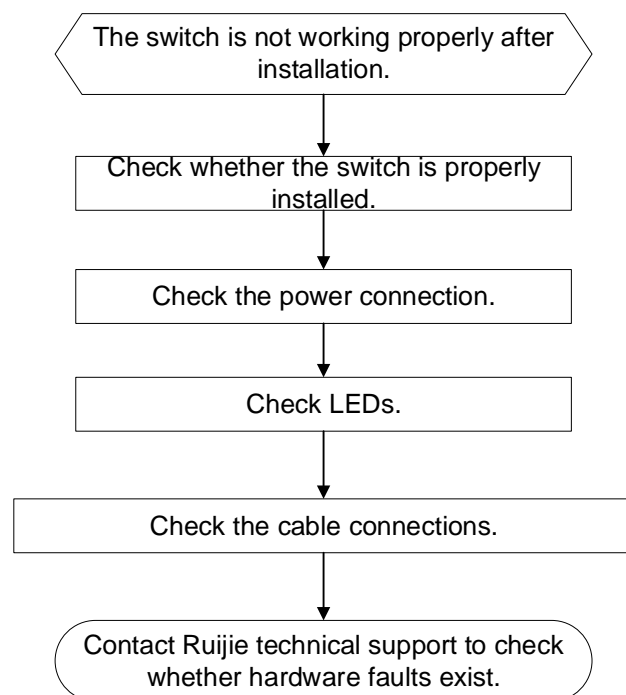 The switch is not working properly after
installation.
Check whether the switch is properly
installed.
Check the power connection.
Check LEDs.
Check the cable connections.
Contact Ruijie technical support to check
whether hardware faults exist.